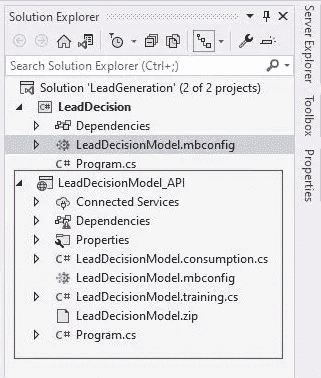 Solution Explorer
Search Solution Explorer (Ctrl+;)
Solution 'LeadGeneration' (2 of 2 projects)
LeadDecision
Dependencies
LeadDecisionModel.mbconfig
C# Program.cs
LeadDecisionModel_API
Connected Services
Dependencies
Properties
C# LeadDecisionModel.consumption.cs
LeadDecisionModel.mbconfig
C# LeadDecisionModel.training.cs
LeadDecisionModel.zip
C# Program.cs
Server Explorer
Toolbox
Properties